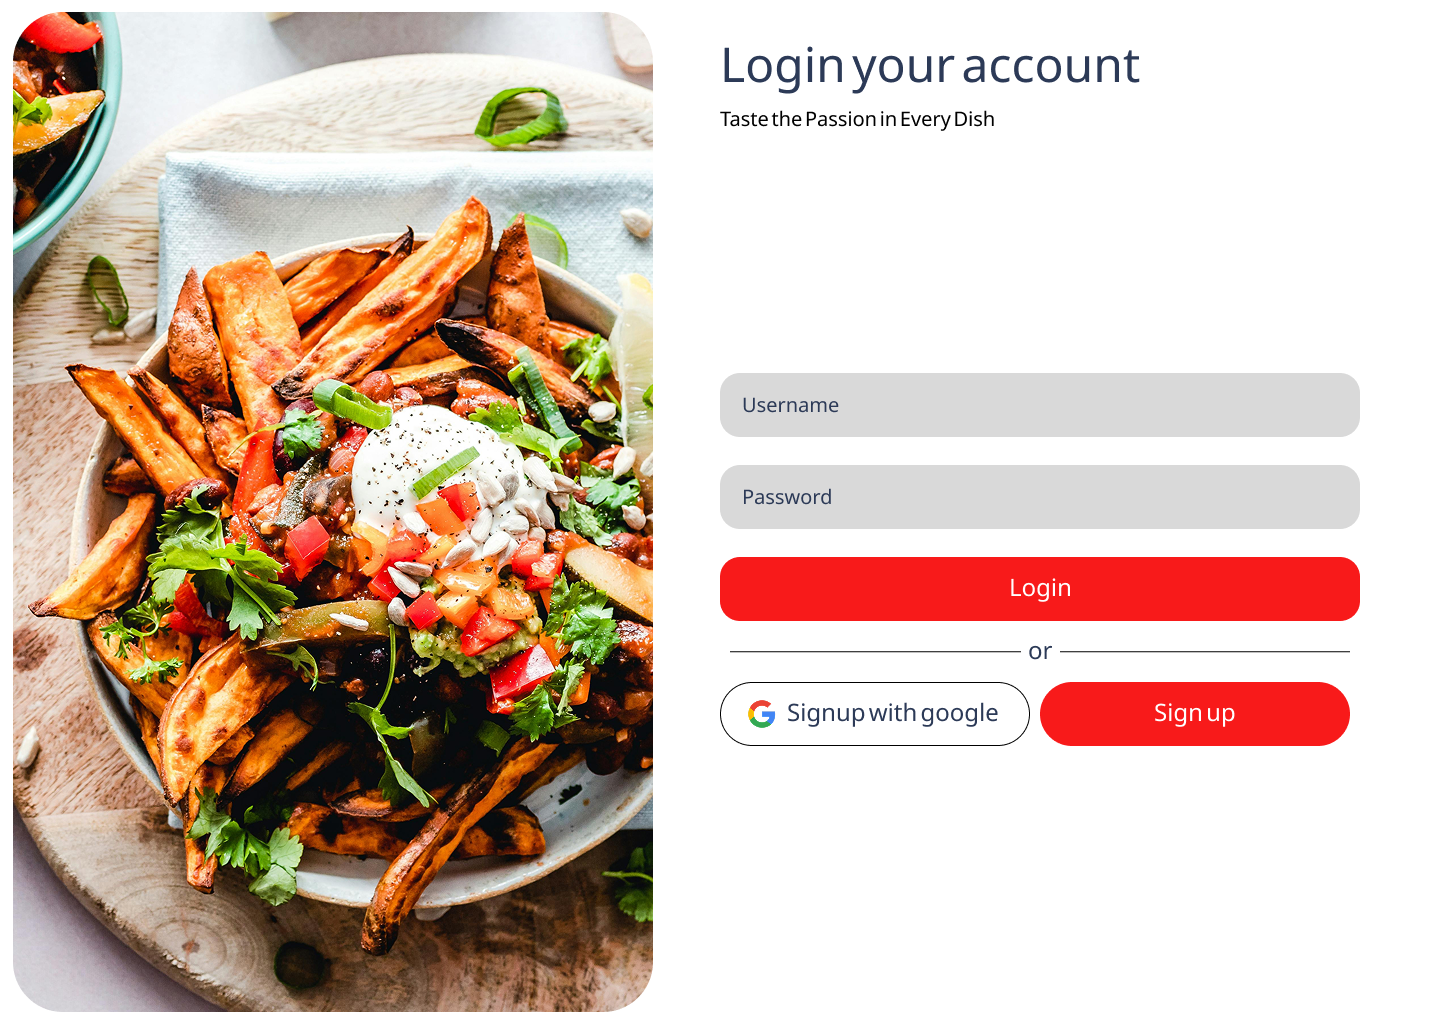 Login your account
Taste the Passion in Every Dish
Username
Password
Login
or
Signup with google
Sign up